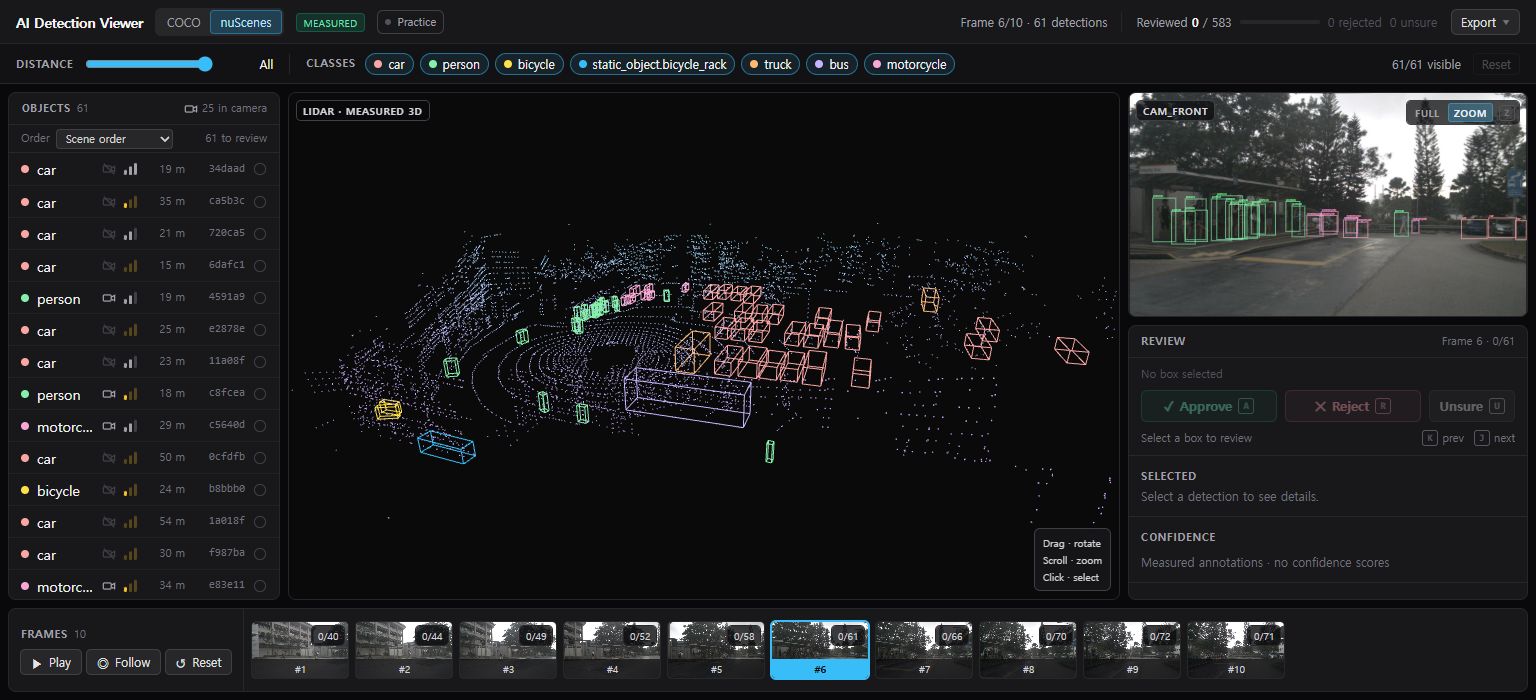 AI Detection Viewer COCO nuScenes MEASURED Practice Frame 6/10 · 61 detections Reviewed 0 / 583 0 rejected 0 unsure Export
DISTANCE All CLASSES car person bicycle static_object.bicycle_rack truck bus motorcycle 61/61 visible Reset
OBJECTS 61 25 in camera
Order Scene order 61 to review
car 19 m 34daad
car 35 m ca5b3c
car 21 m 720ca5
car 15 m 6dafc1
person 19 m 4591a9
car 25 m e2878e
car 23 m 11a08f
person 18 m c8fcea
motorc... 29 m c5640d
car 50 m 0cfdfb
bicycle 24 m b8bbb0
car 54 m 1a018f
car 30 m f987ba
motorc... 34 m e83e11
LIDAR · MEASURED 3D
Drag · rotate
Scroll · zoom
Click · select
CAM_FRONT FULL ZOOM Z
REVIEW Frame 6 · 0/61
No box selected
✓ Approve A ✕ Reject R Unsure U
Select a box to review K prev J next
SELECTED
Select a detection to see details.
CONFIDENCE
Measured annotations · no confidence scores
FRAMES 10
Play Follow Reset
0/40 0/44 0/49 0/52 0/58 0/61 0/66 0/70 0/72 0/71
#1 #2 #3 #4 #5 #6 #7 #8 #9 #10